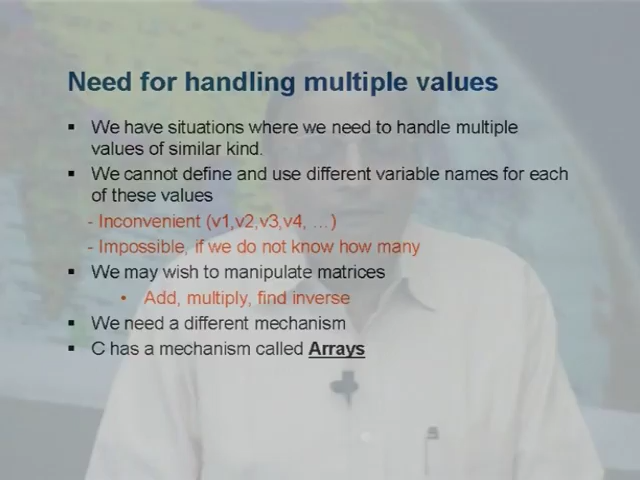 Need for handling multiple values
▪ We have situations where we need to handle multiple
values of similar kind.
▪ We cannot define and use different variable names for each
of these values
- Inconvenient (v1,v2,v3,v4, …)
- Impossible, if we do not know how many
▪ We may wish to manipulate matrices
• Add, multiply, find inverse
▪ We need a different mechanism
▪ C has a mechanism called Arrays